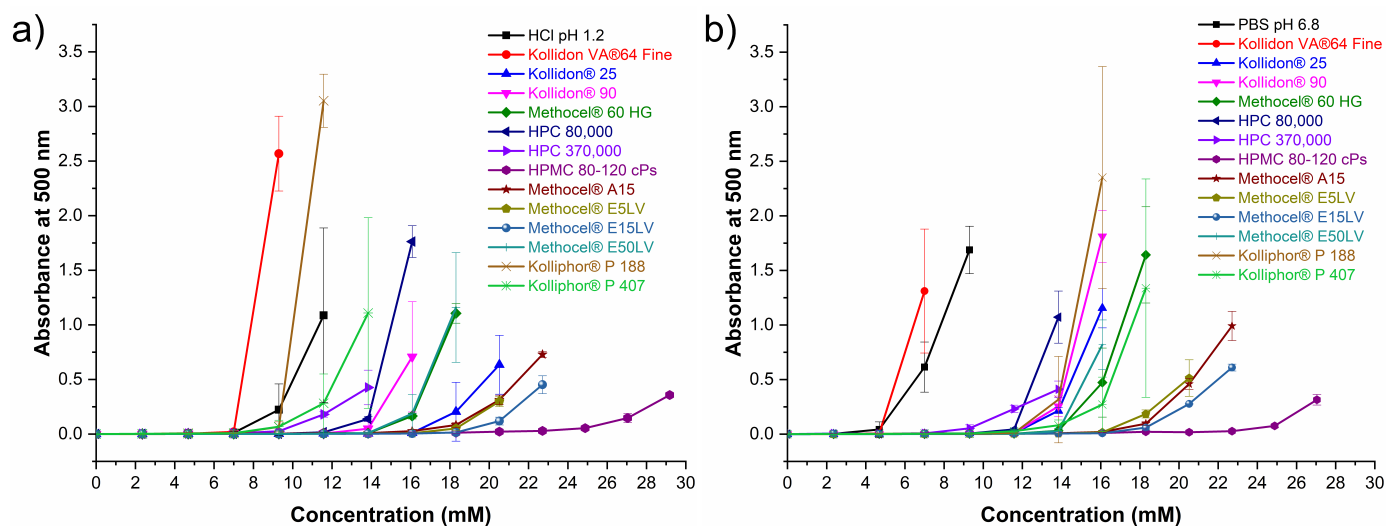 a)
Absorbance at 500 nm
3.5
3.0
2.5
2.0
1.5
1.0
0.5
0.0
0 2 4 6 8 10 12 14 16 18 20 22 24 26 28 30
Concentration (mM)
HCl pH 1.2
Kollidon VA®64 Fine
Kollidon® 25
Kollidon® 90
Methocel® 60 HG
HPC 80,000
HPC 370,000
HPMC 80-120 cPs
Methocel® A15
Methocel® E5LV
Methocel® E15LV
Methocel® E50LV
Kolliphor® P 188
Kolliphor® P 407
b)
Absorbance at 500 nm
3.5
3.0
2.5
2.0
1.5
1.0
0.5
0.0
0 2 4 6 8 10 12 14 16 18 20 22 24 26 28 30
Concentration (mM)
PBS pH 6.8
Kollidon VA®64 Fine
Kollidon® 25
Kollidon® 90
Methocel® 60 HG
HPC 80,000
HPC 370,000
HPMC 80-120 cPs
Methocel® A15
Methocel® E5LV
Methocel® E15LV
Methocel® E50LV
Kolliphor® P 188
Kolliphor® P 407